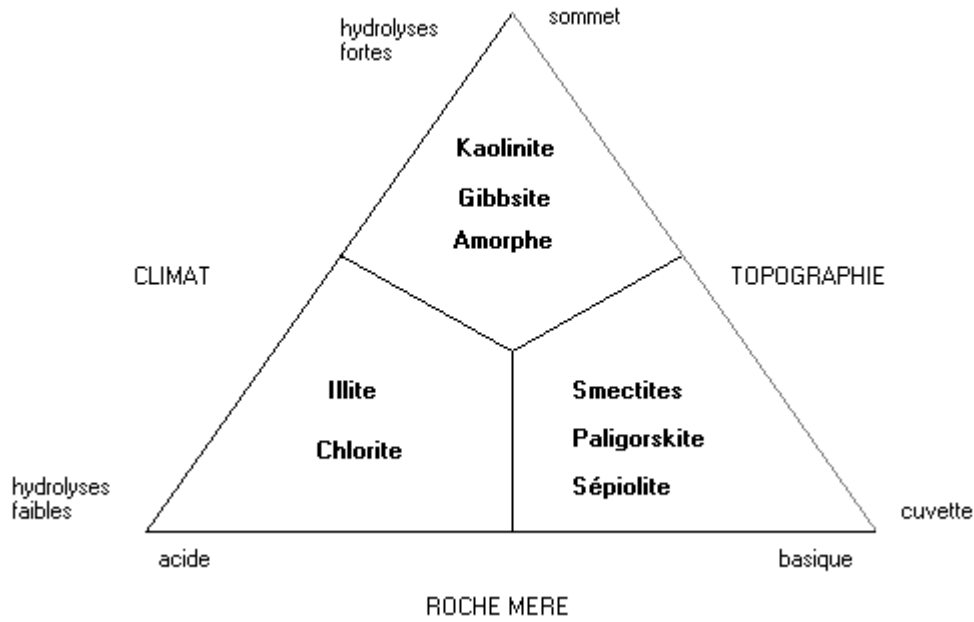 hydrolyses
fortes
sommet
Kaolinite
Gibbsite
Amorphe
CLIMAT
TOPOGRAPHIE
Illite
Chlorite
Smectites
Paligorskite
Sépiolite
hydrolyses
faibles
cuvette
acide
basique
ROCHE MERE